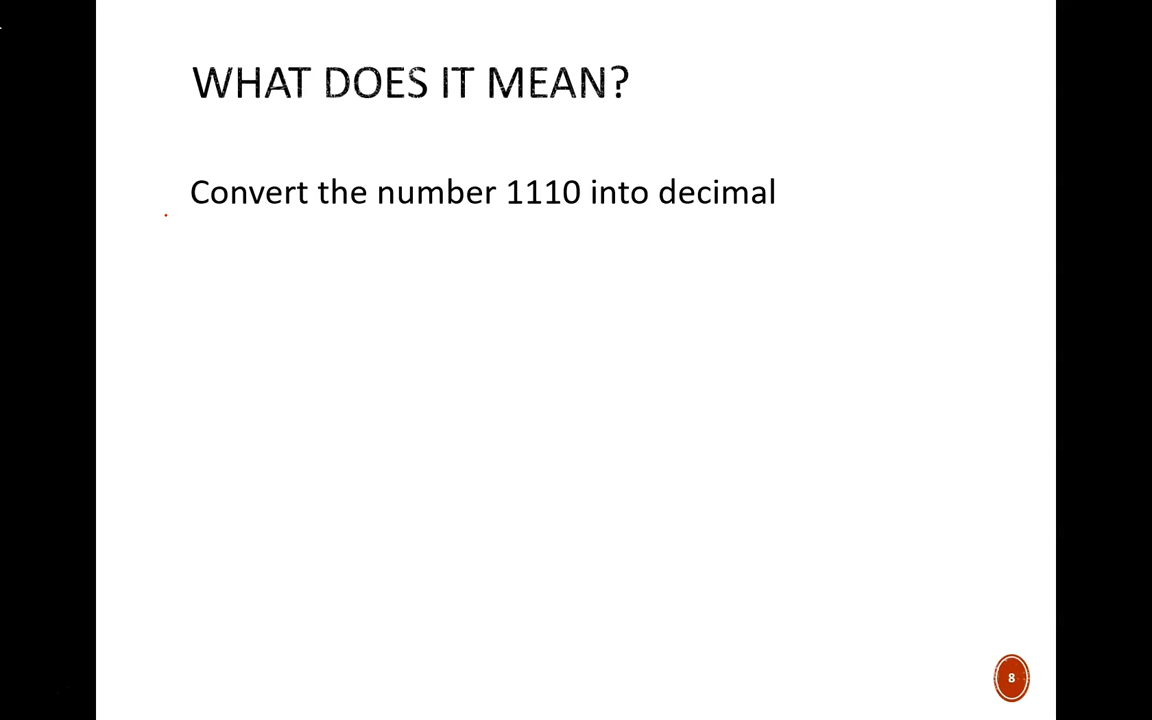 WHAT DOES IT MEAN?
Convert the number 1110 into decimal
8